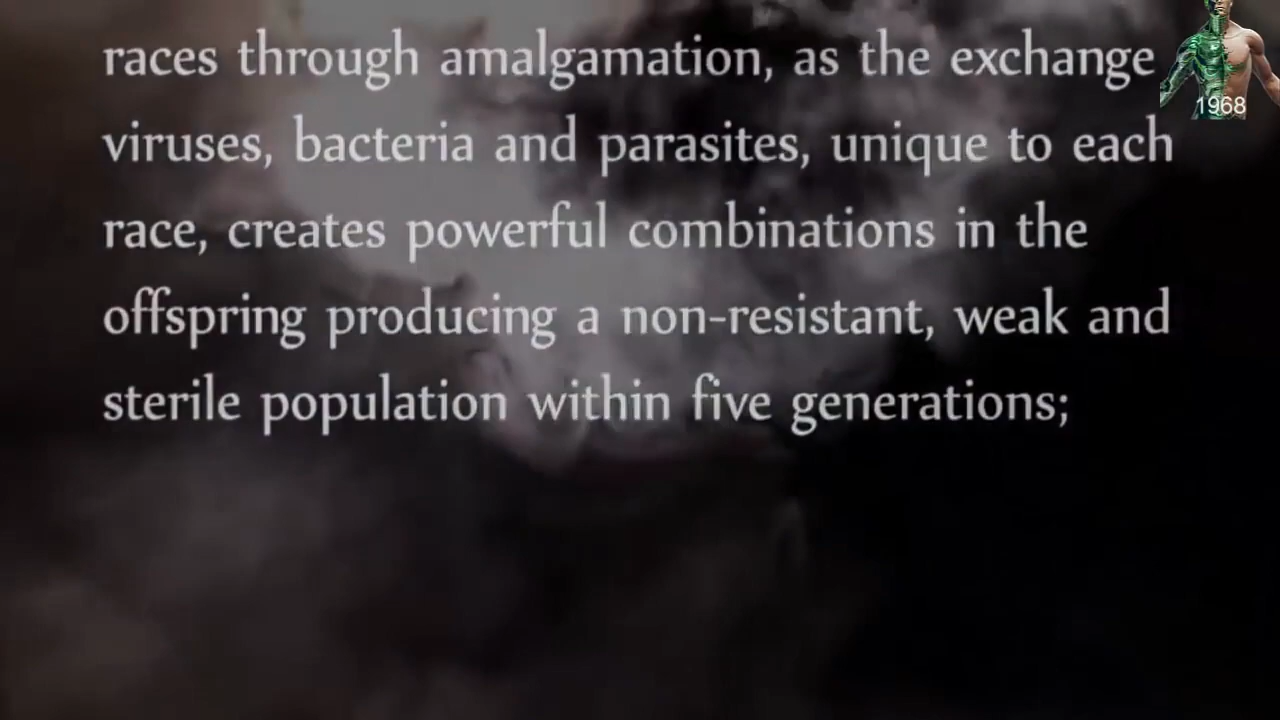 races through amalgamation, as the exchange
viruses, bacteria and parasites, unique to each
race, creates powerful combinations in the
offspring producing a non-resistant, weak and
sterile population within five generations;
1968